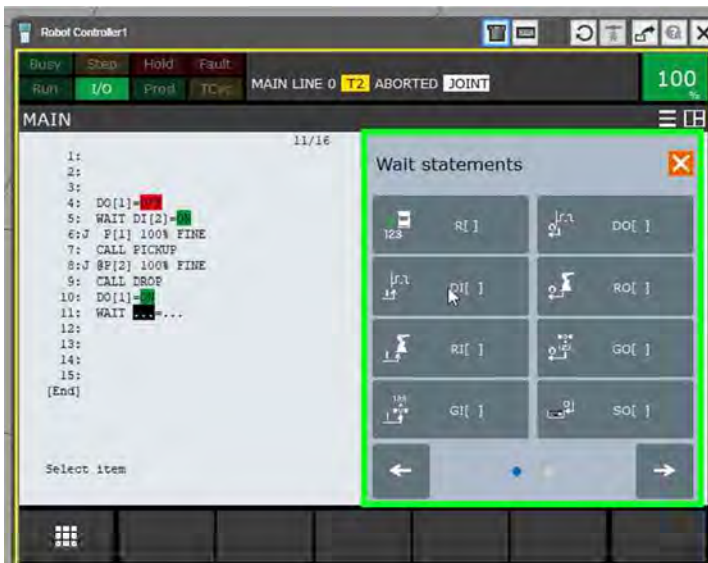 Robot Controller1
Busy Step Hold Fault
Run I/O Prod TCyc
MAIN LINE 0 T2 ABORTED JOINT
100
%
MAIN
11/16
1:
2:
3:
4: DO[1]=OFF
5: WAIT DI[2]=ON
6:J P[1] 100% FINE
7: CALL PICKUP
8:J @P[2] 100% FINE
9: CALL DROP
10: DO[1]=ON
11: WAIT ...=...
12:
13:
14:
15:
[End]
Select item
Wait statements
R[ ]
DO[ ]
DI[ ]
RO[ ]
RI[ ]
GO[ ]
GI[ ]
SO[ ]